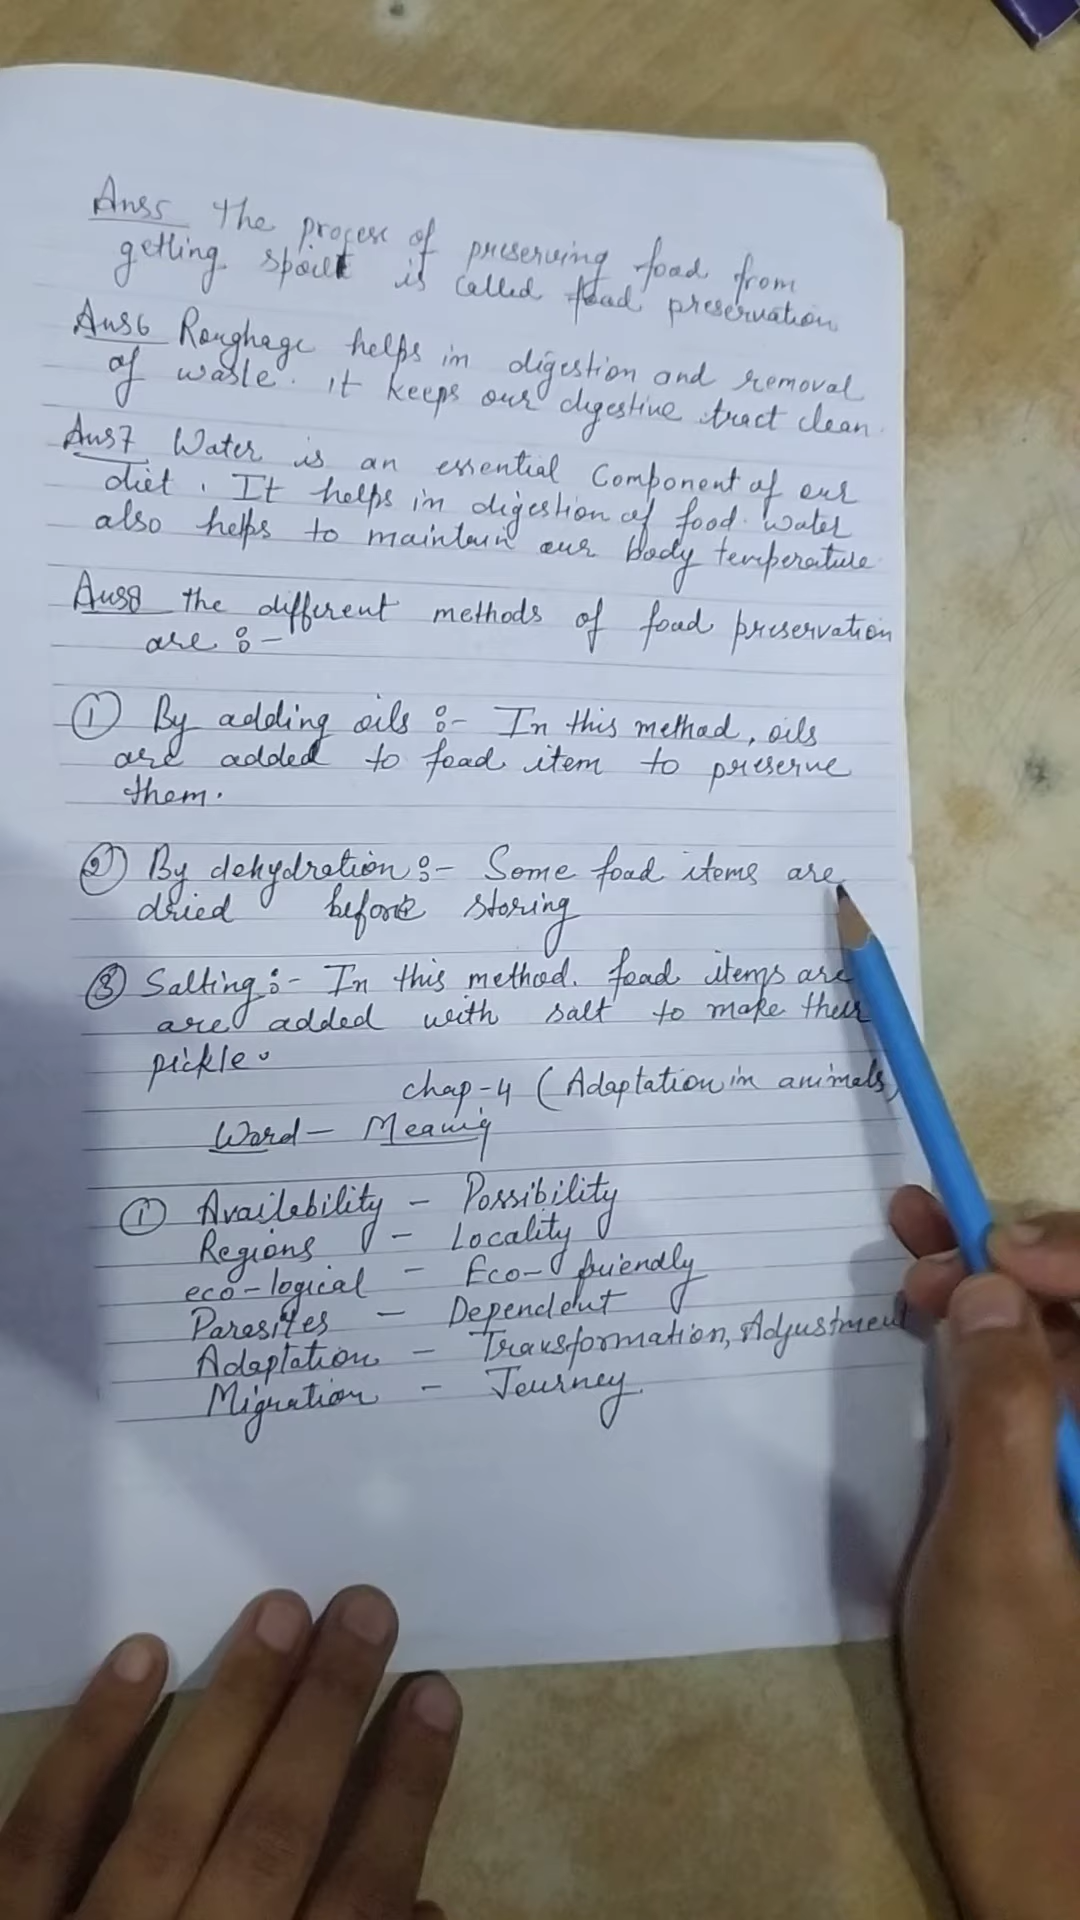 Ans5 the process of preserving food from
getting spoilt is called food preservation
Ans6 Roughage helps in digestion and removal
of waste. it keeps our digestive tract clean.
Ans7 Water is an essential component of our
diet. It helps in digestion of food. water
also helps to maintain our body temperature
Ans8 the different methods of food preservation
are :-
① By adding oils :- In this method, oils
are added to food item to preserve
them.
② By dehydration :- Some food items are
dried before storing
③ Salting :- In this method. food items are
are added with salt to make their
pickle.
chap-4 (Adaptation in animals)
Word - Meanig
① Availability - Possibility
Regions - Locality
eco-logical - Eco-friendly
Parasites - Dependent
Adaptation - Transformation, Adjustment
Migration - Journey.